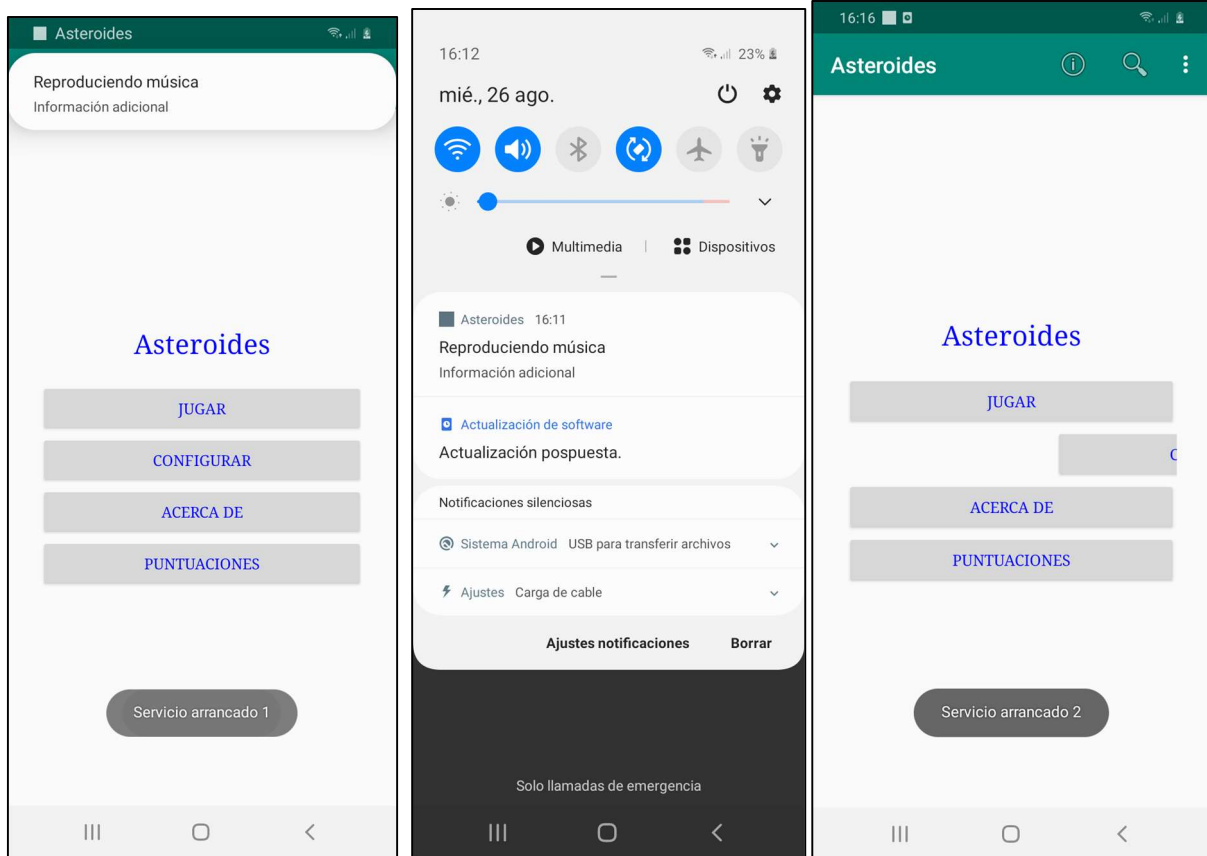 Asteroides
Reproduciendo música
Información adicional
Asteroides
JUGAR
CONFIGURAR
ACERCA DE
PUNTUACIONES
Servicio arrancado 1
16:12 23%
mié., 26 ago.
Multimedia | Dispositivos
Asteroides 16:11
Reproduciendo música
Información adicional
Actualización de software
Actualización pospuesta.
Notificaciones silenciosas
Sistema Android USB para transferir archivos
Ajustes Carga de cable
Ajustes notificaciones Borrar
Solo llamadas de emergencia
16:16
Asteroides
Asteroides
JUGAR
C
ACERCA DE
PUNTUACIONES
Servicio arrancado 2